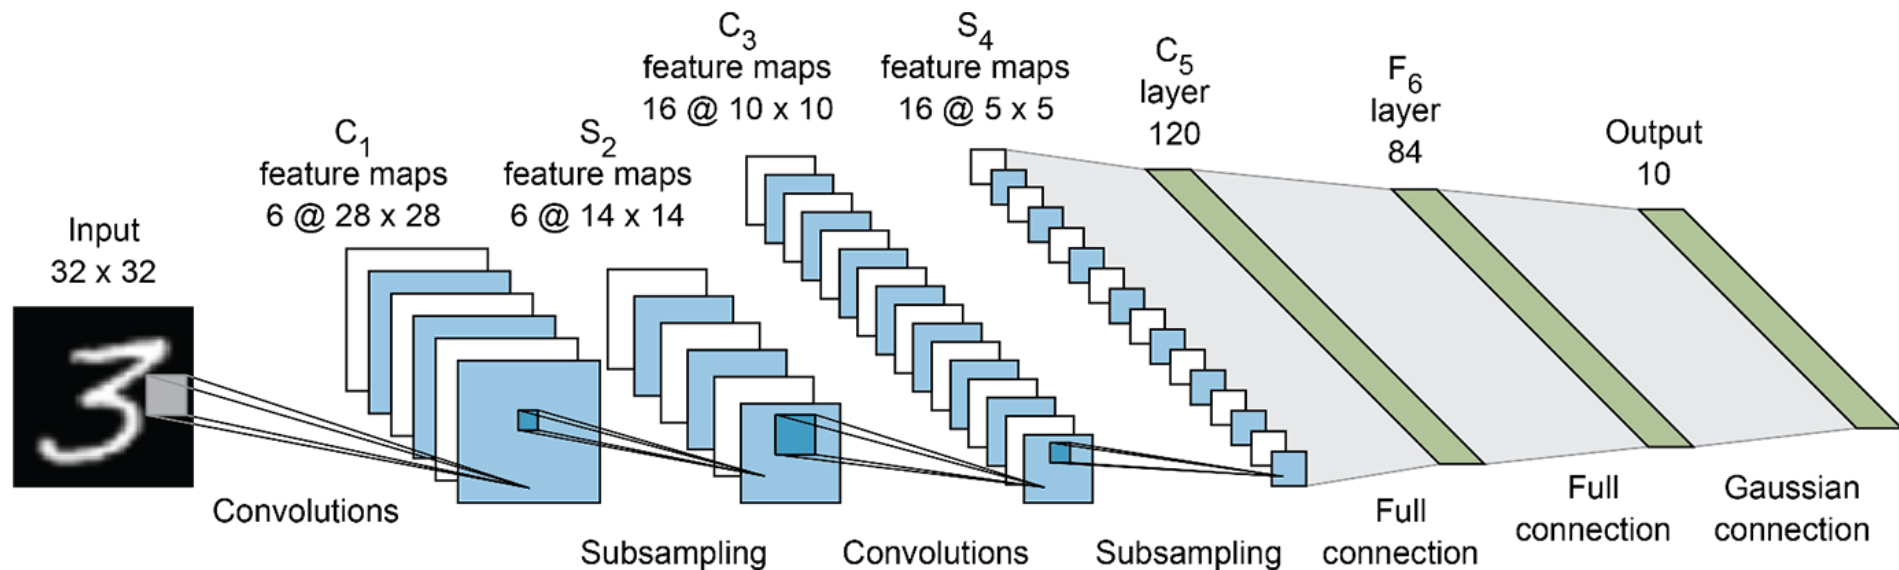 Input
32 x 32
C1
feature maps
6 @ 28 x 28
S2
feature maps
6 @ 14 x 14
C3
feature maps
16 @ 10 x 10
S4
feature maps
16 @ 5 x 5
C5
layer
120
F6
layer
84
Output
10
3
Convolutions
Subsampling
Convolutions
Subsampling
Full
connection
Full
connection
Gaussian
connection